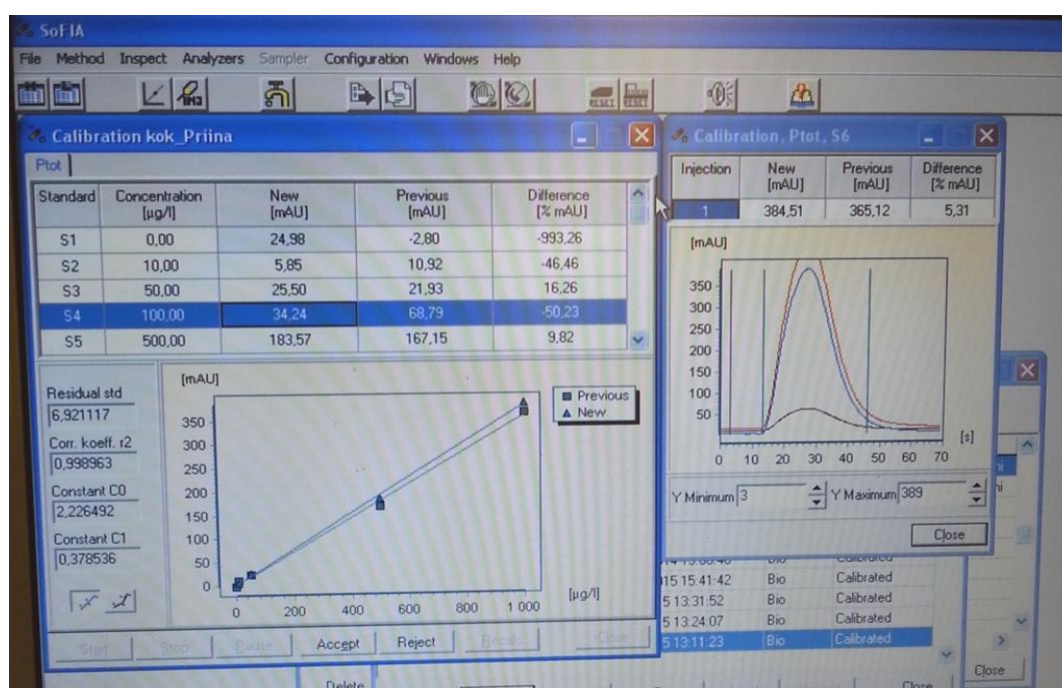 SoFIA
File Method Inspect Analyzers Sampler Configuration Windows Help
RESET RESET
Calibration kok_Priina
Ptot
Standard Concentration [µg/l] New [mAU] Previous [mAU] Difference [% mAU]
S1 0,00 24,98 -2,80 -993,26
S2 10,00 5,85 10,92 -46,46
S3 50,00 25,50 21,93 16,26
S4 100,00 34,24 68,79 -50,23
S5 500,00 183,57 167,15 9,82
Residual std
6,921117
Corr. koeff. r2
0,998963
Constant C0
2,226492
Constant C1
0,378536
[mAU]
350
300
250
200
150
100
50
0
0 200 400 600 800 1 000
[µg/l]
Previous
New
Start Stop Pause Accept Reject Recalc Close
Calibration, Ptot, S6
Injection New [mAU] Previous [mAU] Difference [% mAU]
1 384,51 365,12 5,31
[mAU]
350
300
250
200
150
100
50
0 10 20 30 40 50 60 70
[s]
Y Minimum 3 Y Maximum 389
Close
15 15:41:42 Bio Calibrated
5 13:31:52 Bio Calibrated
5 13:24:07 Bio Calibrated
5 13:11:23 Bio Calibrated
Close
Delete
Close